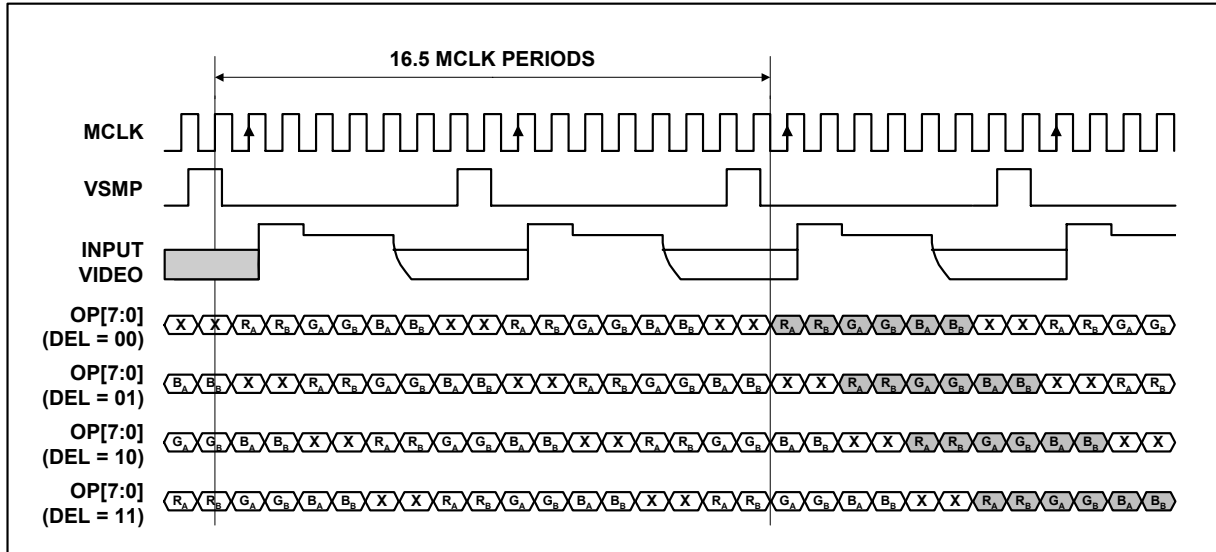 16.5 MCLK PERIODS
MCLK
VSMP
INPUT
VIDEO
OP[7:0]
(DEL = 00)
X X RA RB GA GB BA BB X X RA RB GA GB BA BB X X RA RB GA GB BA BB X X RA RB GA GB
OP[7:0]
(DEL = 01)
BA BB X X RA RB GA GB BA BB X X RA RB GA GB BA BB X X RA RB GA GB BA BB X X RA RB
OP[7:0]
(DEL = 10)
GA GB BA BB X X RA RB GA GB BA BB X X RA RB GA GB BA BB X X RA RB GA GB BA BB X X
OP[7:0]
(DEL = 11)
RA RB GA GB BA BB X X RA RB GA GB BA BB X X RA RB GA GB BA BB X X RA RB GA GB BA BB